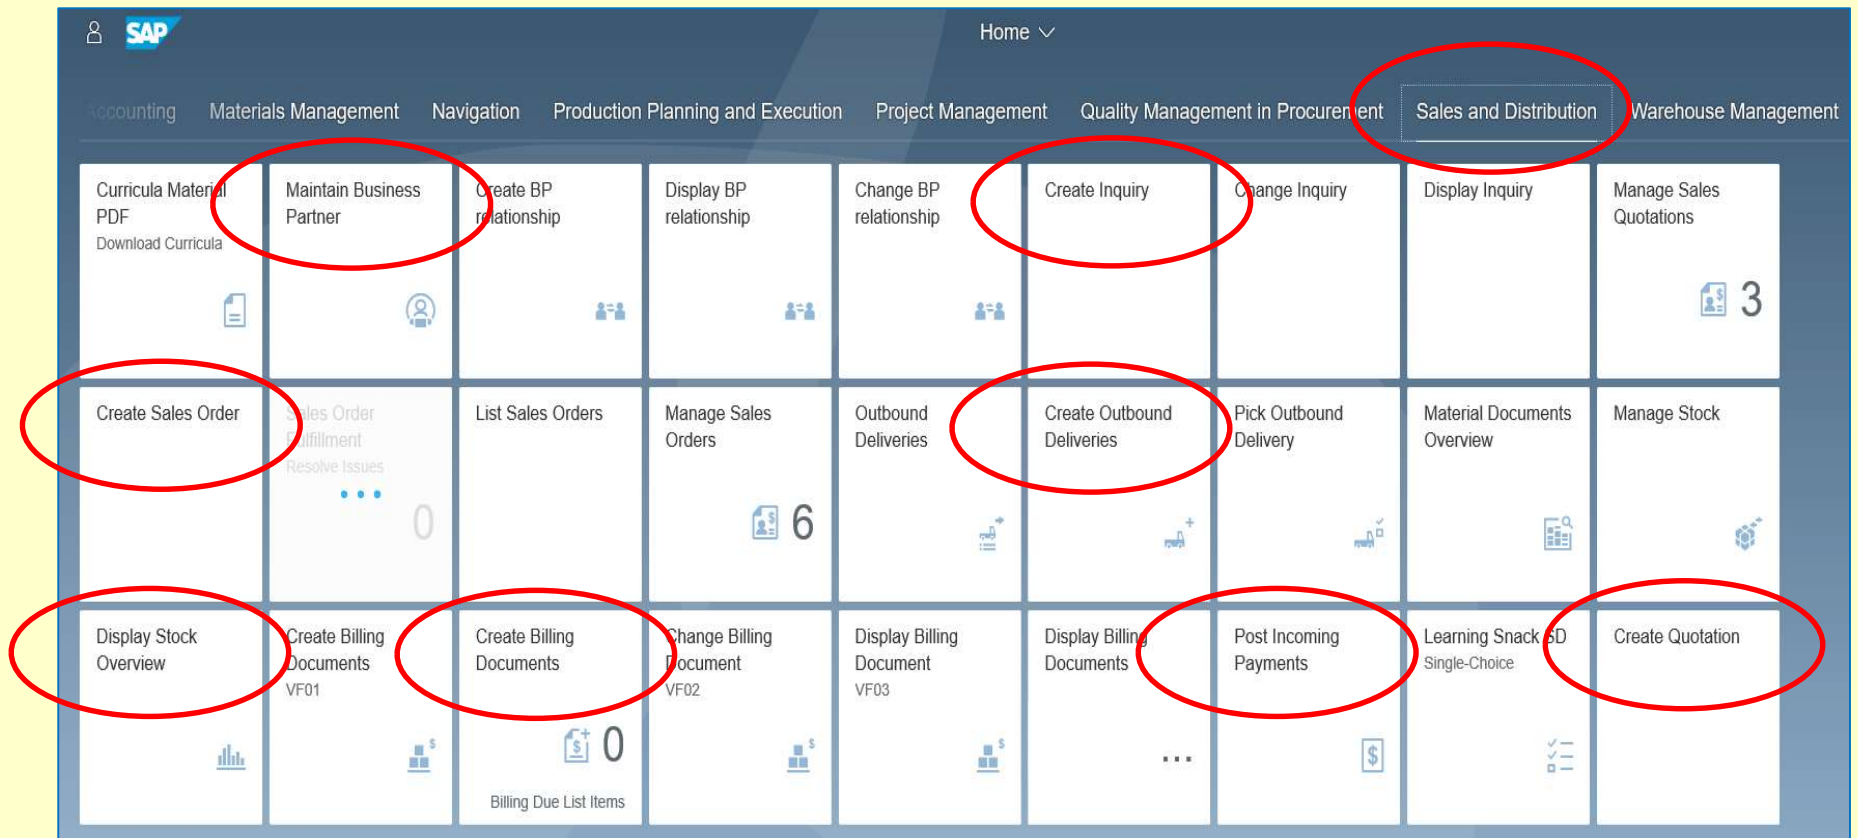 SAP
Home
Accounting Materials Management Navigation Production Planning and Execution Project Management Quality Management in Procurement Sales and Distribution Warehouse Management
Curricula Material
PDF
Download Curricula
Maintain Business
Partner
Create BP
relationship
Display BP
relationship
Change BP
relationship
Create Inquiry
Change Inquiry
Display Inquiry
Manage Sales
Quotations
3
Create Sales Order
Sales Order
Fulfillment
Resolve Issues
0
List Sales Orders
Manage Sales
Orders
6
Outbound
Deliveries
Create Outbound
Deliveries
Pick Outbound
Delivery
Material Documents
Overview
Manage Stock
Display Stock
Overview
Create Billing
Documents
VF01
Create Billing
Documents
0
Billing Due List Items
Change Billing
Document
VF02
Display Billing
Document
VF03
Display Billing
Documents
...
Post Incoming
Payments
Learning Snack SD
Single-Choice
Create Quotation